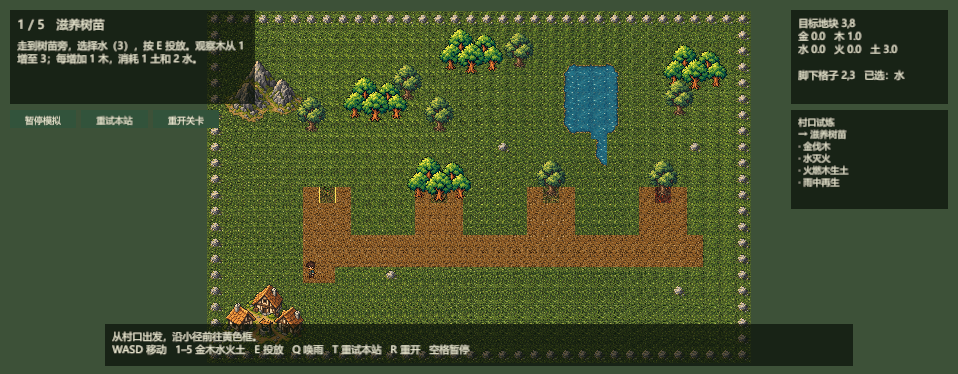 1 / 5 滋养树苗
走到树苗旁，选择水（3），按 E 投放。观察木从 1
增至 3；每增加 1 木，消耗 1 土和 2 水。
暂停模拟 重试本站 重开关卡
目标地块 3,8
金 0.0 木 1.0
水 0.0 火 0.0 土 3.0
脚下格子 2,3 已选：水
村口试炼
→ 滋养树苗
· 金伐木
· 水灭火
· 火燃木生土
· 雨中再生
从村口出发，沿小径前往黄色框。
WASD 移动 1–5 金木水火土 E 投放 Q 唤雨 T 重试本站 R 重开 空格暂停